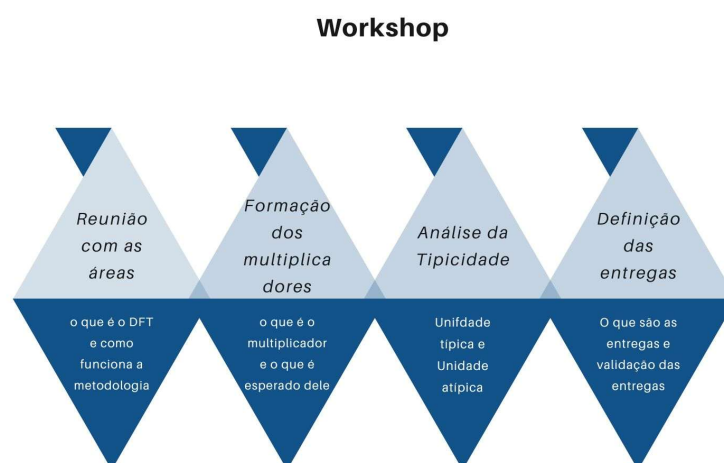 Workshop
Reunião
com as
áreas
Formação
dos
multiplica
dores
Análise da
Tipicidade
Definição
das
entregas
o que é o DFT
e como
funciona a
metodologia
o que é o
multiplicador
e o que é
esperado dele
Unifdade
típica e
Unidade
atípica
O que são as
entregas e
validação das
entregas